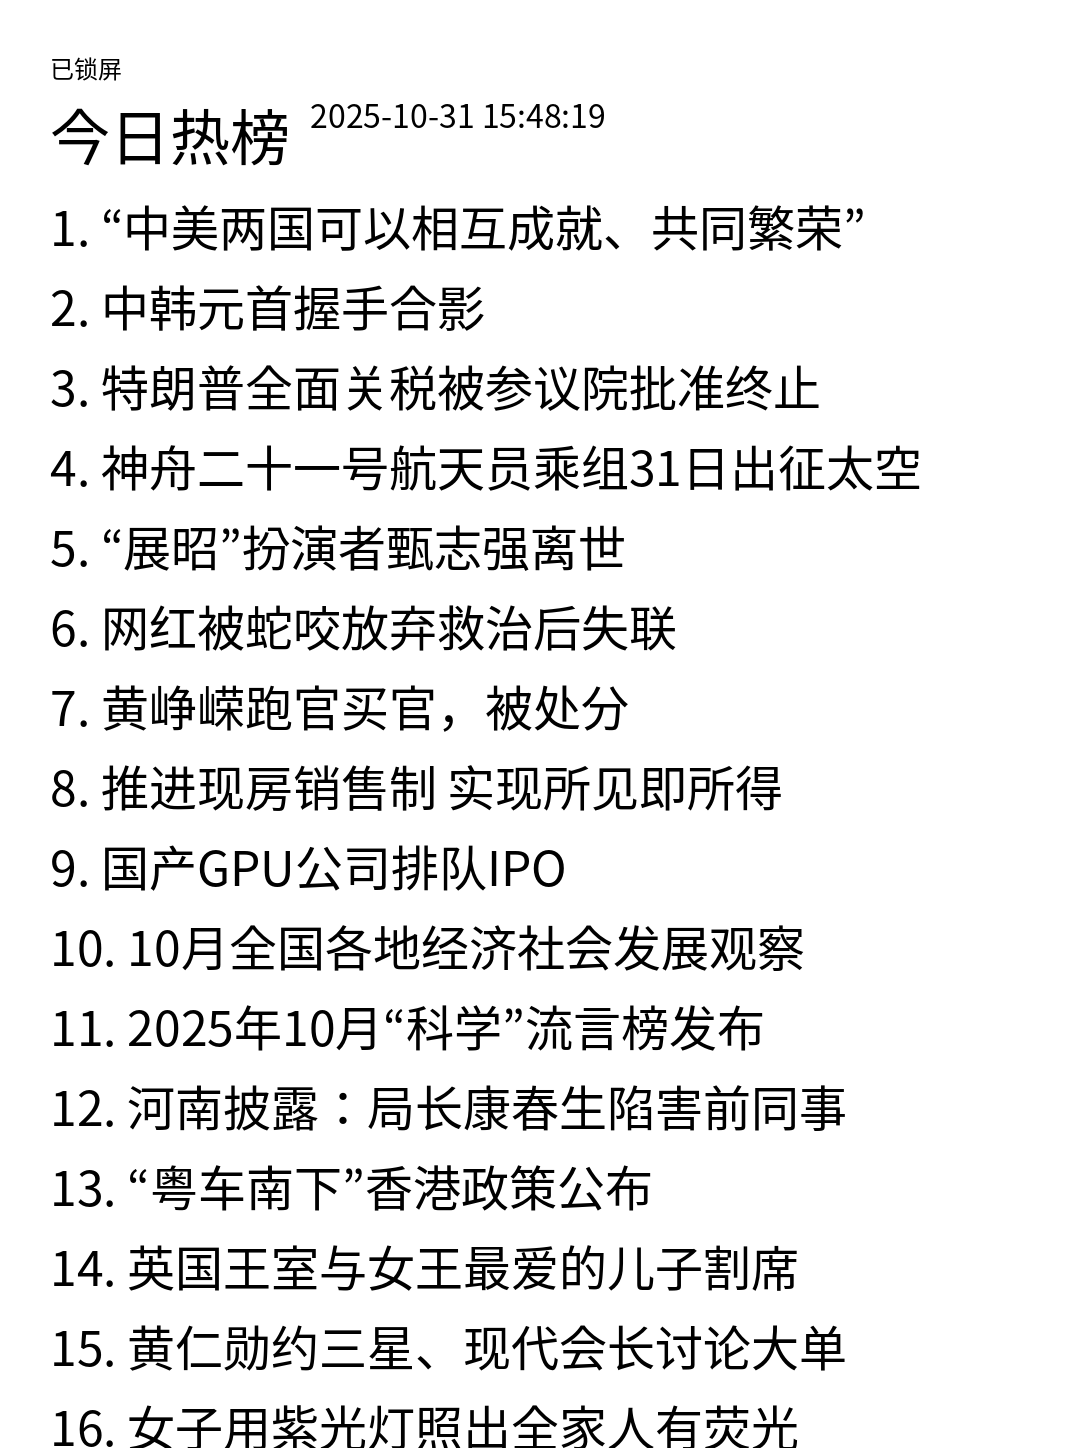 已锁屏
今日热榜 2025-10-31 15:48:19
1. “中美两国可以相互成就、共同繁荣”
2. 中韩元首握手合影
3. 特朗普全面关税被参议院批准终止
4. 神舟二十一号航天员乘组31日出征太空
5. “展昭”扮演者甄志强离世
6. 网红被蛇咬放弃救治后失联
7. 黄峥嵘跑官买官，被处分
8. 推进现房销售制 实现所见即所得
9. 国产GPU公司排队IPO
10. 10月全国各地经济社会发展观察
11. 2025年10月“科学”流言榜发布
12. 河南披露：局长康春生陷害前同事
13. “粤车南下”香港政策公布
14. 英国王室与女王最爱的儿子割席
15. 黄仁勋约三星、现代会长讨论大单
16. 女子用紫光灯照出全家人有荧光